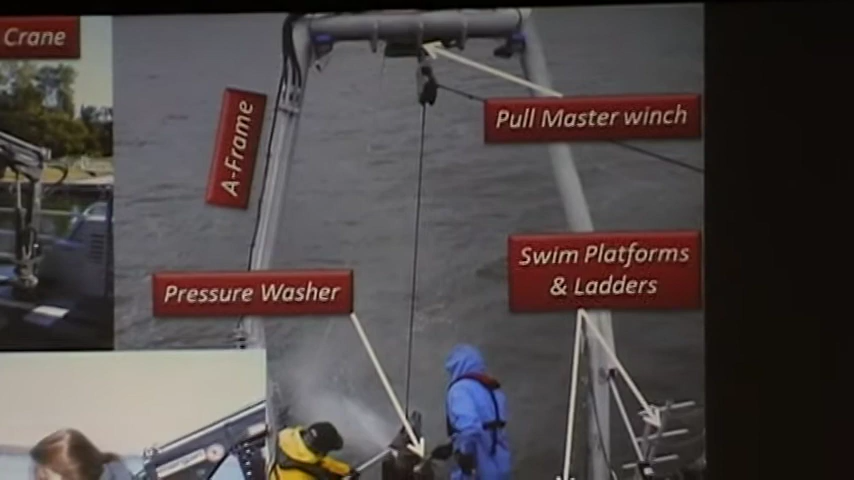 Crane
A-Frame
Pull Master winch
Pressure Washer
Swim Platforms
& Ladders